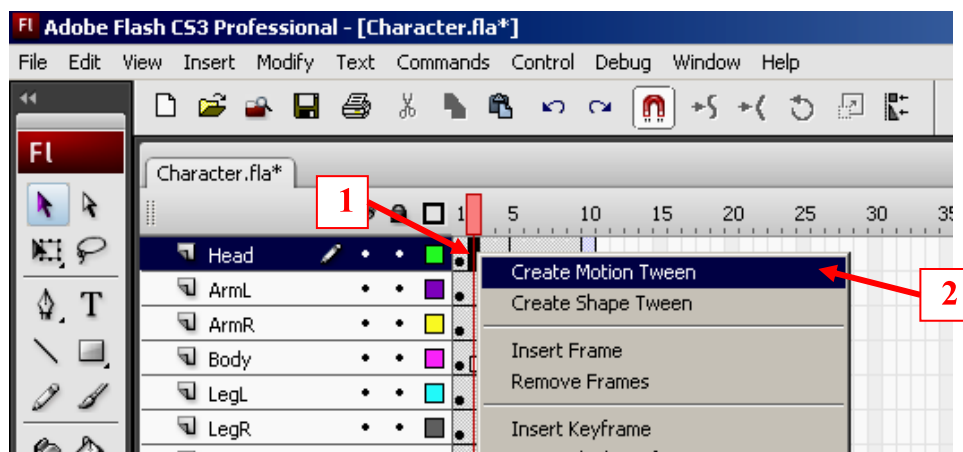 Fl Adobe Flash CS3 Professional - [Character.fla*]
File Edit View Insert Modify Text Commands Control Debug Window Help
Fl
Character.fla*
1
1 5 10 15 20 25 30 35
Head
Create Motion Tween
2
ArmL
Create Shape Tween
T
ArmR
Insert Frame
Body
Remove Frames
LegL
LegR
Insert Keyframe